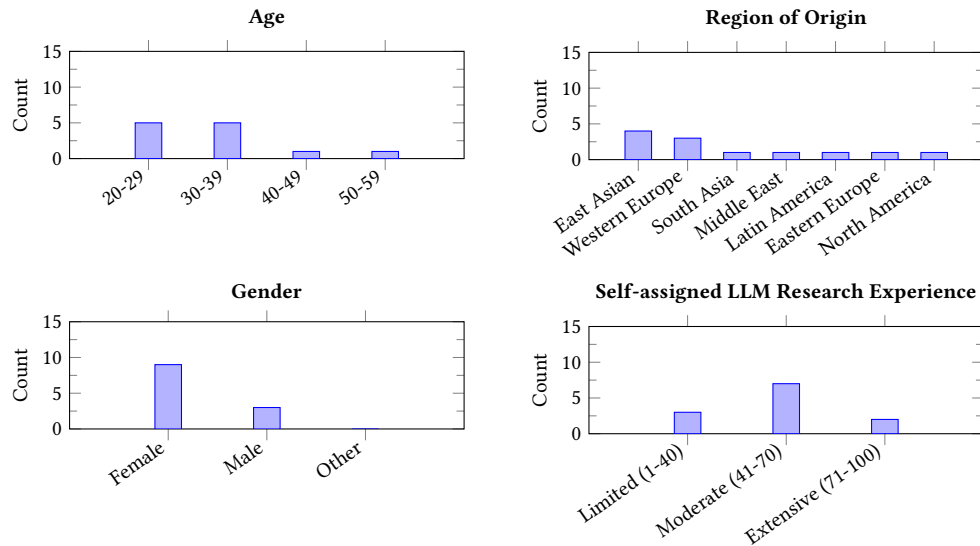 Age
15
10
5
0
Count
20-29
30-39
40-49
50-59
Region of Origin
15
10
5
0
Count
East Asian
Western Europe
South Asia
Middle East
Latin America
Eastern Europe
North America
Gender
15
10
5
0
Count
Female
Male
Other
Self-assigned LLM Research Experience
15
10
5
0
Count
Limited (1-40)
Moderate (41-70)
Extensive (71-100)